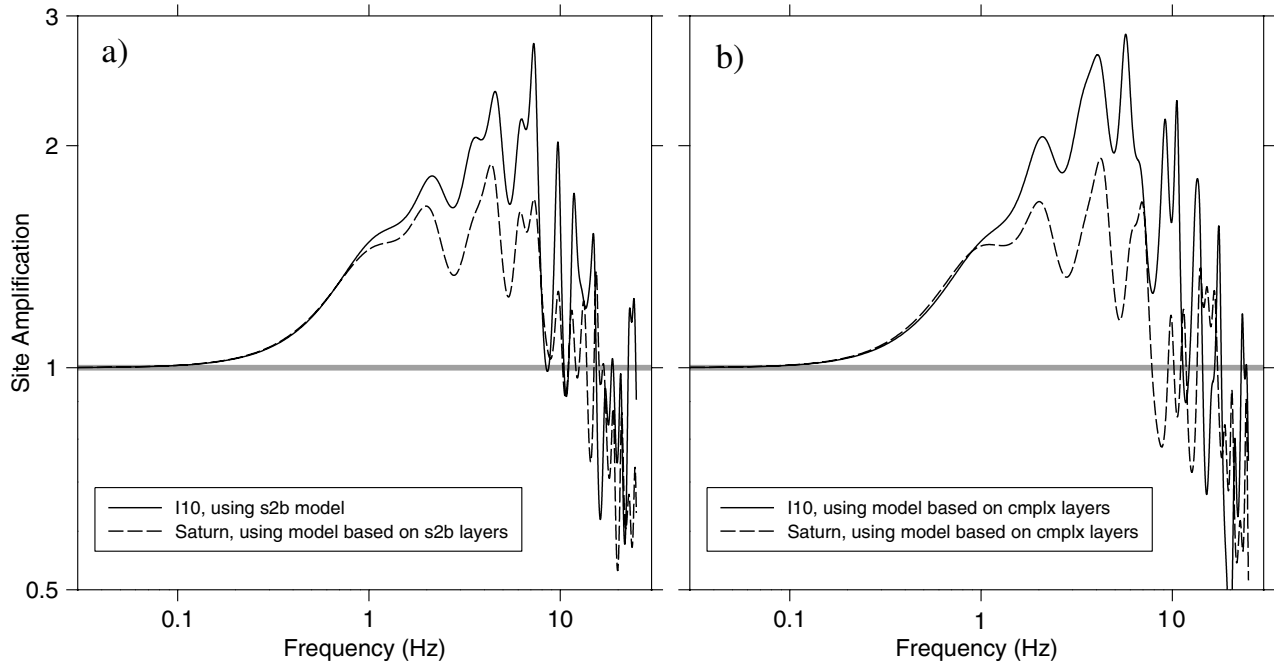 a)
3
2
1
0.5
Site Amplification
I10, using s2b model
Saturn, using model based on s2b layers
0.1
1
10
Frequency (Hz)
b)
I10, using model based on cmplx layers
Saturn, using model based on cmplx layers
0.1
1
10
Frequency (Hz)